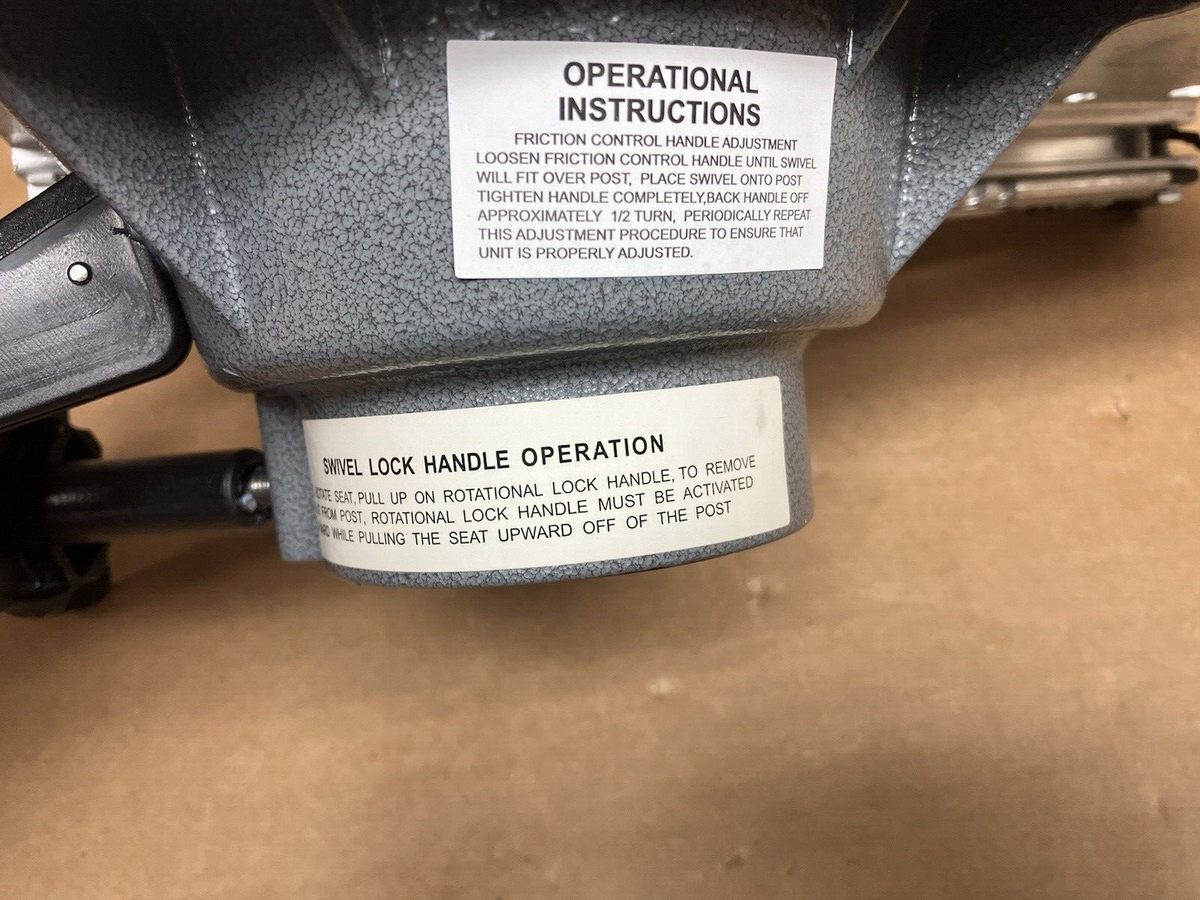 OPERATIONAL
INSTRUCTIONS
FRICTION CONTROL HANDLE ADJUSTMENT
LOOSEN FRICTION CONTROL HANDLE UNTIL SWIVEL
WILL FIT OVER POST, PLACE SWIVEL ONTO POST
TIGHTEN HANDLE COMPLETELY,BACK HANDLE OFF
APPROXIMATELY 1/2 TURN, PERIODICALLY REPEAT
THIS ADJUSTMENT PROCEDURE TO ENSURE THAT
UNIT IS PROPERLY ADJUSTED.
SWIVEL LOCK HANDLE OPERATION
SEAT, PULL UP ON ROTATIONAL LOCK HANDLE, TO REMOVE
FROM POST, ROTATIONAL LOCK HANDLE MUST BE ACTIVATED
WHILE PULLING THE SEAT UPWARD OFF OF THE POST